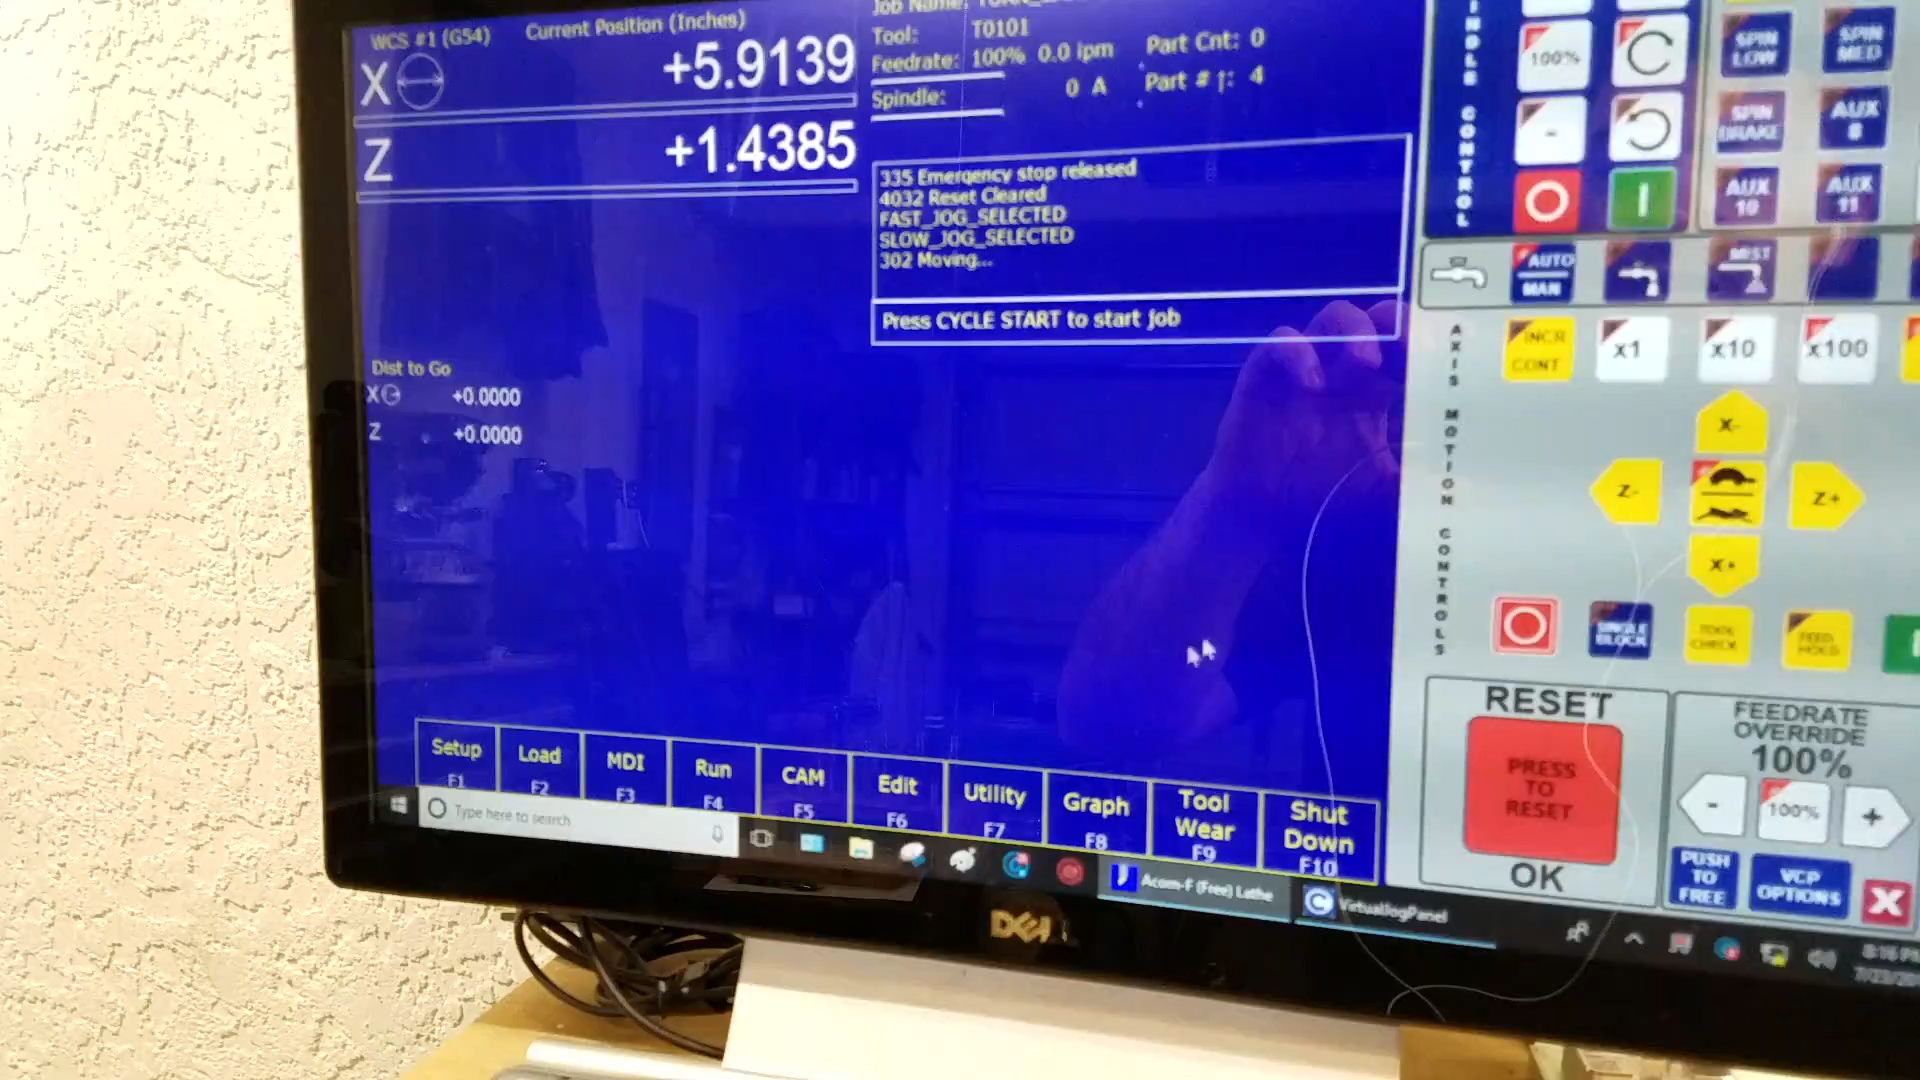 WCS #1 (G54) Current Position (Inches)
X +5.9139
Z +1.4385
Job Name:
Tool: T0101
Feedrate: 100% 0.0 ipm
Spindle: 0 A
Part Cnt: 0
Part # 4
335 Emergency stop released
4032 Reset Cleared
FAST_JOG_SELECTED
SLOW_JOG_SELECTED
302 Moving...
Press CYCLE START to start job
Dist to Go
X +0.0000
Z +0.0000
Setup F1
Load F2
MDI F3
Run F4
CAM F5
Edit F6
Utility F7
Graph F8
Tool Wear F9
Shut Down F10
Type here to search
Acorn-F (Free) Lathe
VirtualJogPanel
DELL
CONTROL
100%
-
SPIN LOW
SPIN MED
SPIN BRAKE
AUX 8
AUX 10
AUX 11
AUTO MAN
MIST
AXIS MOTION CONTROLS
INCR CONT
x1
x10
x100
X-
Z-
Z+
X+
SINGLE BLOCK
TOOL CHECK
FEED HOLD
RESET
PRESS TO RESET
OK
FEEDRATE OVERRIDE
100%
-
100%
+
PUSH TO FREE
VCP OPTIONS
X